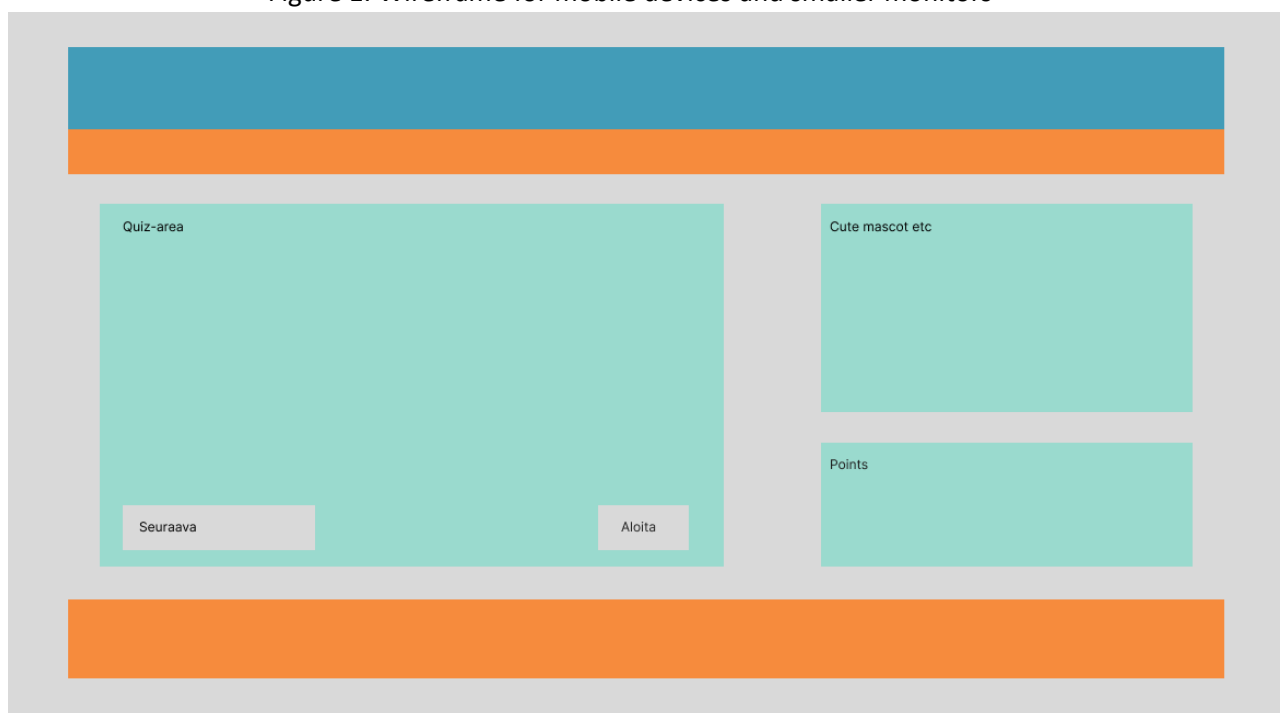 Figure 1: Wireframe for mobile devices and smaller monitors
Quiz-area
Cute mascot etc
Points
Seuraava
Aloita